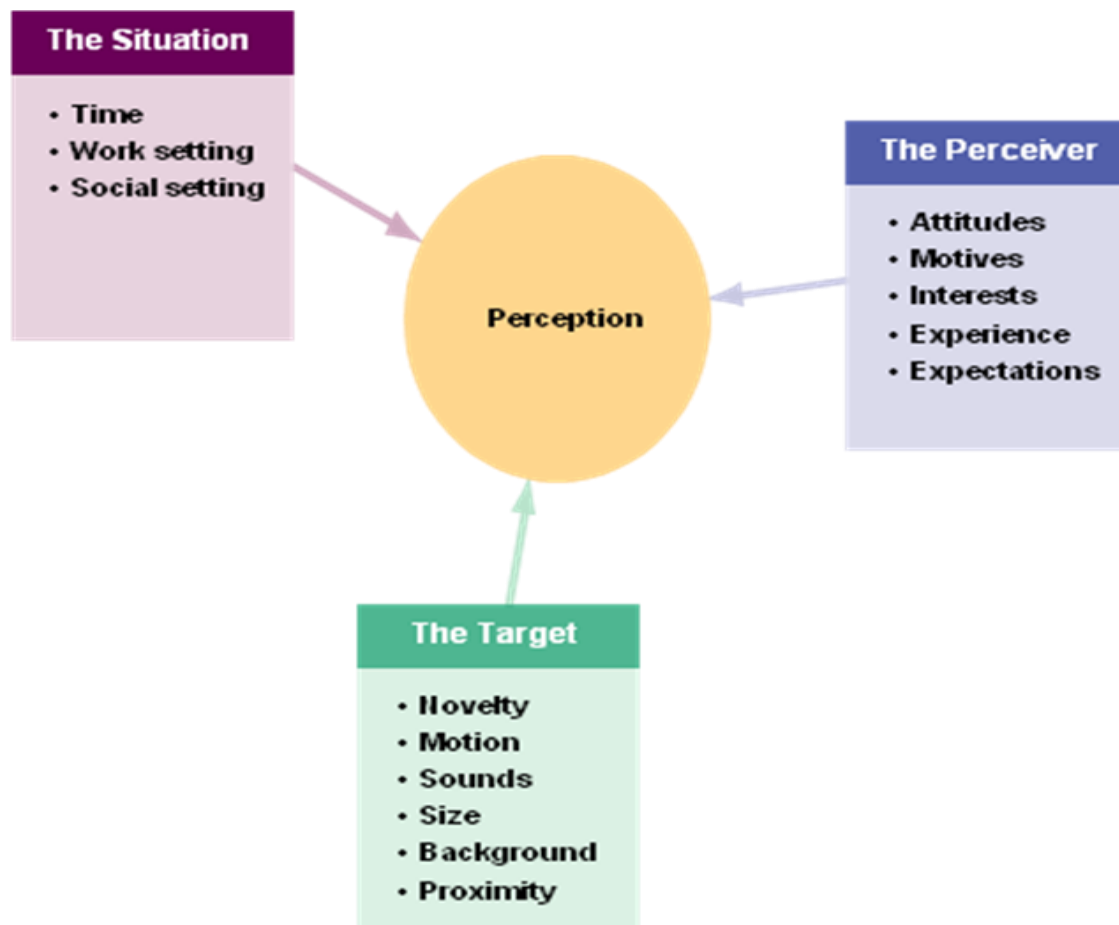 The Situation
• Time
• Work setting
• Social setting
The Perceiver
• Attitudes
• Motives
• Interests
• Experience
• Expectations
Perception
The Target
• Novelty
• Motion
• Sounds
• Size
• Background
• Proximity